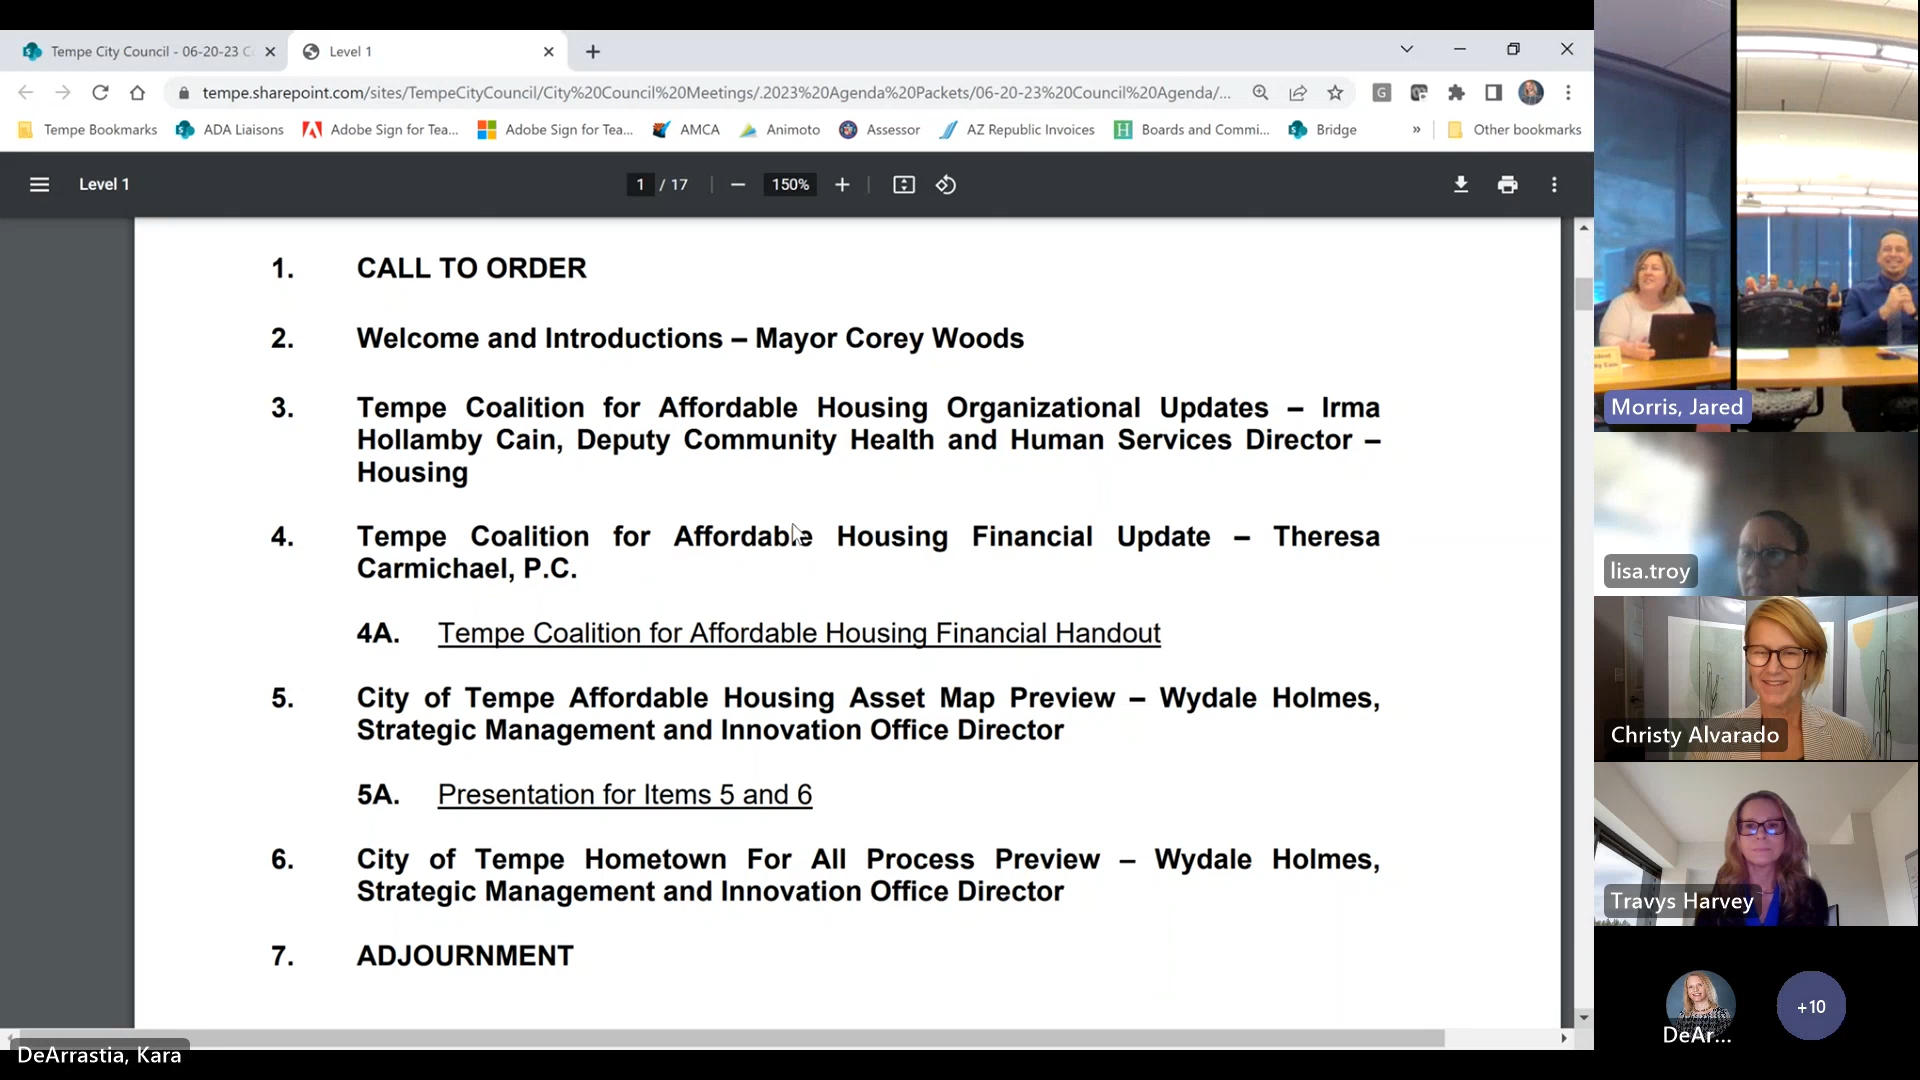 Tempe City Council - 06-20-23 C
Level 1
tempe.sharepoint.com/sites/TempeCityCouncil/City%20Council%20Meetings/.2023%20Agenda%20Packets/06-20-23%20Council%20Agenda/...
Tempe Bookmarks
ADA Liaisons
Adobe Sign for Tea...
Adobe Sign for Tea...
AMCA
Animoto
Assessor
AZ Republic Invoices
Boards and Commi...
Bridge
»
Other bookmarks
Level 1
1 / 17
150%
1. CALL TO ORDER
2. Welcome and Introductions – Mayor Corey Woods
3. Tempe Coalition for Affordable Housing Organizational Updates – Irma
Hollamby Cain, Deputy Community Health and Human Services Director –
Housing
4. Tempe Coalition for Affordable Housing Financial Update – Theresa
Carmichael, P.C.
4A. Tempe Coalition for Affordable Housing Financial Handout
5. City of Tempe Affordable Housing Asset Map Preview – Wydale Holmes,
Strategic Management and Innovation Office Director
5A. Presentation for Items 5 and 6
6. City of Tempe Hometown For All Process Preview – Wydale Holmes,
Strategic Management and Innovation Office Director
7. ADJOURNMENT
DeArrastia, Kara
Morris, Jared
lisa.troy
Christy Alvarado
Travys Harvey
DeAr...
+10